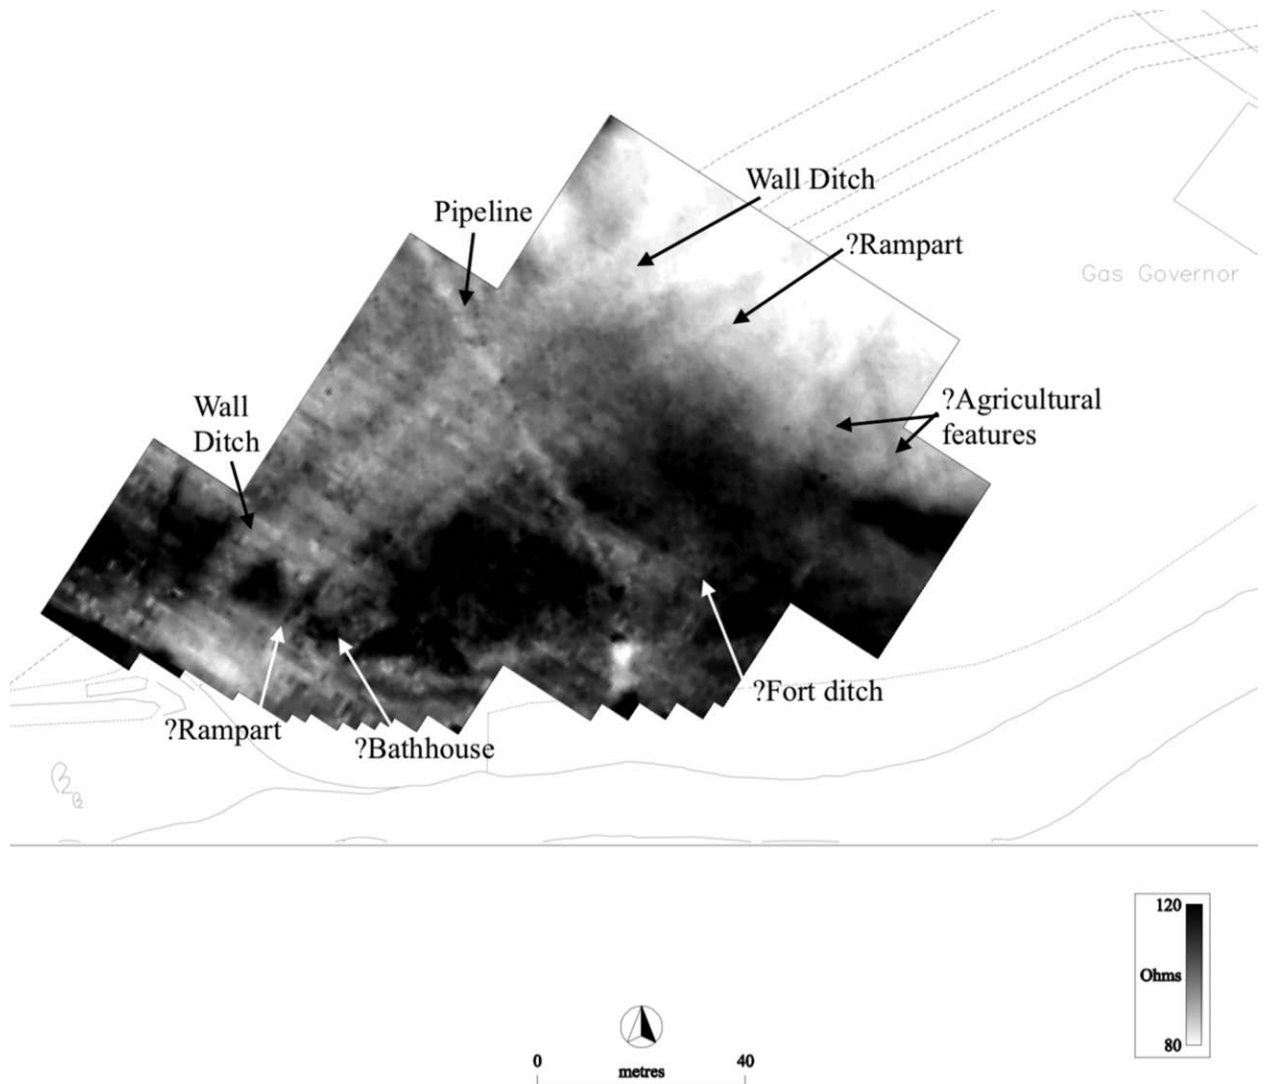 Wall Ditch
Pipeline
?Rampart
Gas Governor
Wall
Ditch
?Agricultural
features
?Fort ditch
?Rampart
?Bathhouse
120
Ohms
80
0
40
metres